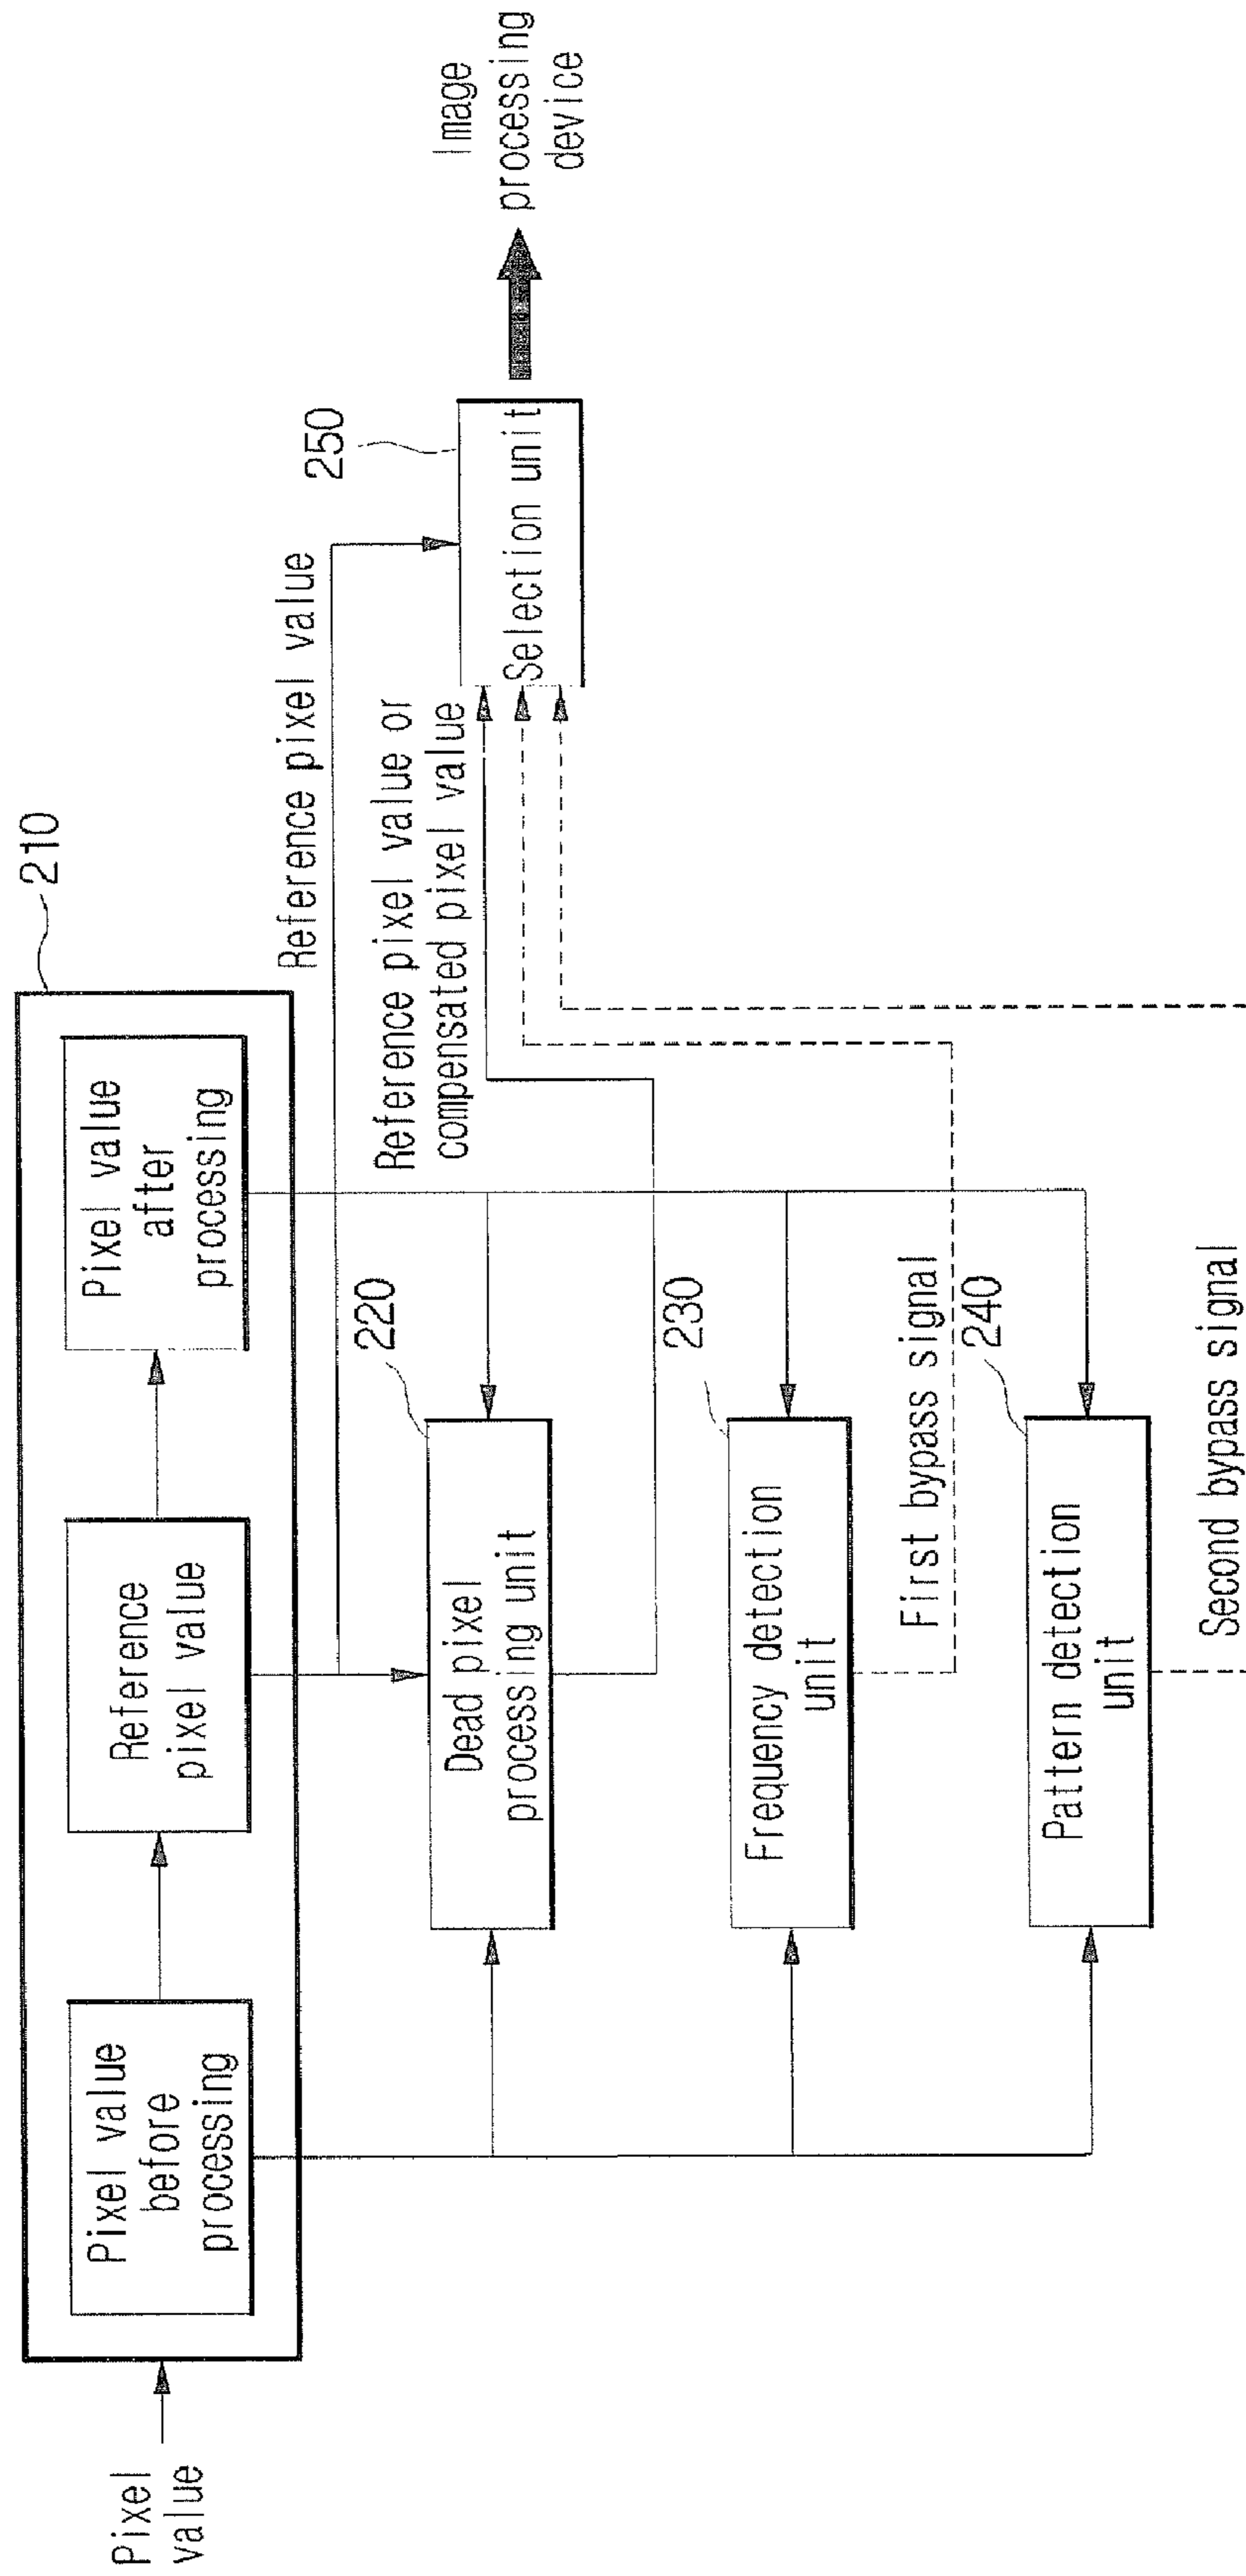 Pixel
value
210
Pixel value
before
processing
Reference
pixel value
Pixel value
after
processing
Reference pixel value
220
Dead pixel
processing unit
Reference pixel value or
compensated pixel value
250
Selection unit
Image
processing
device
230
Frequency detection
unit
First bypass signal
240
Pattern detection
unit
Second bypass signal